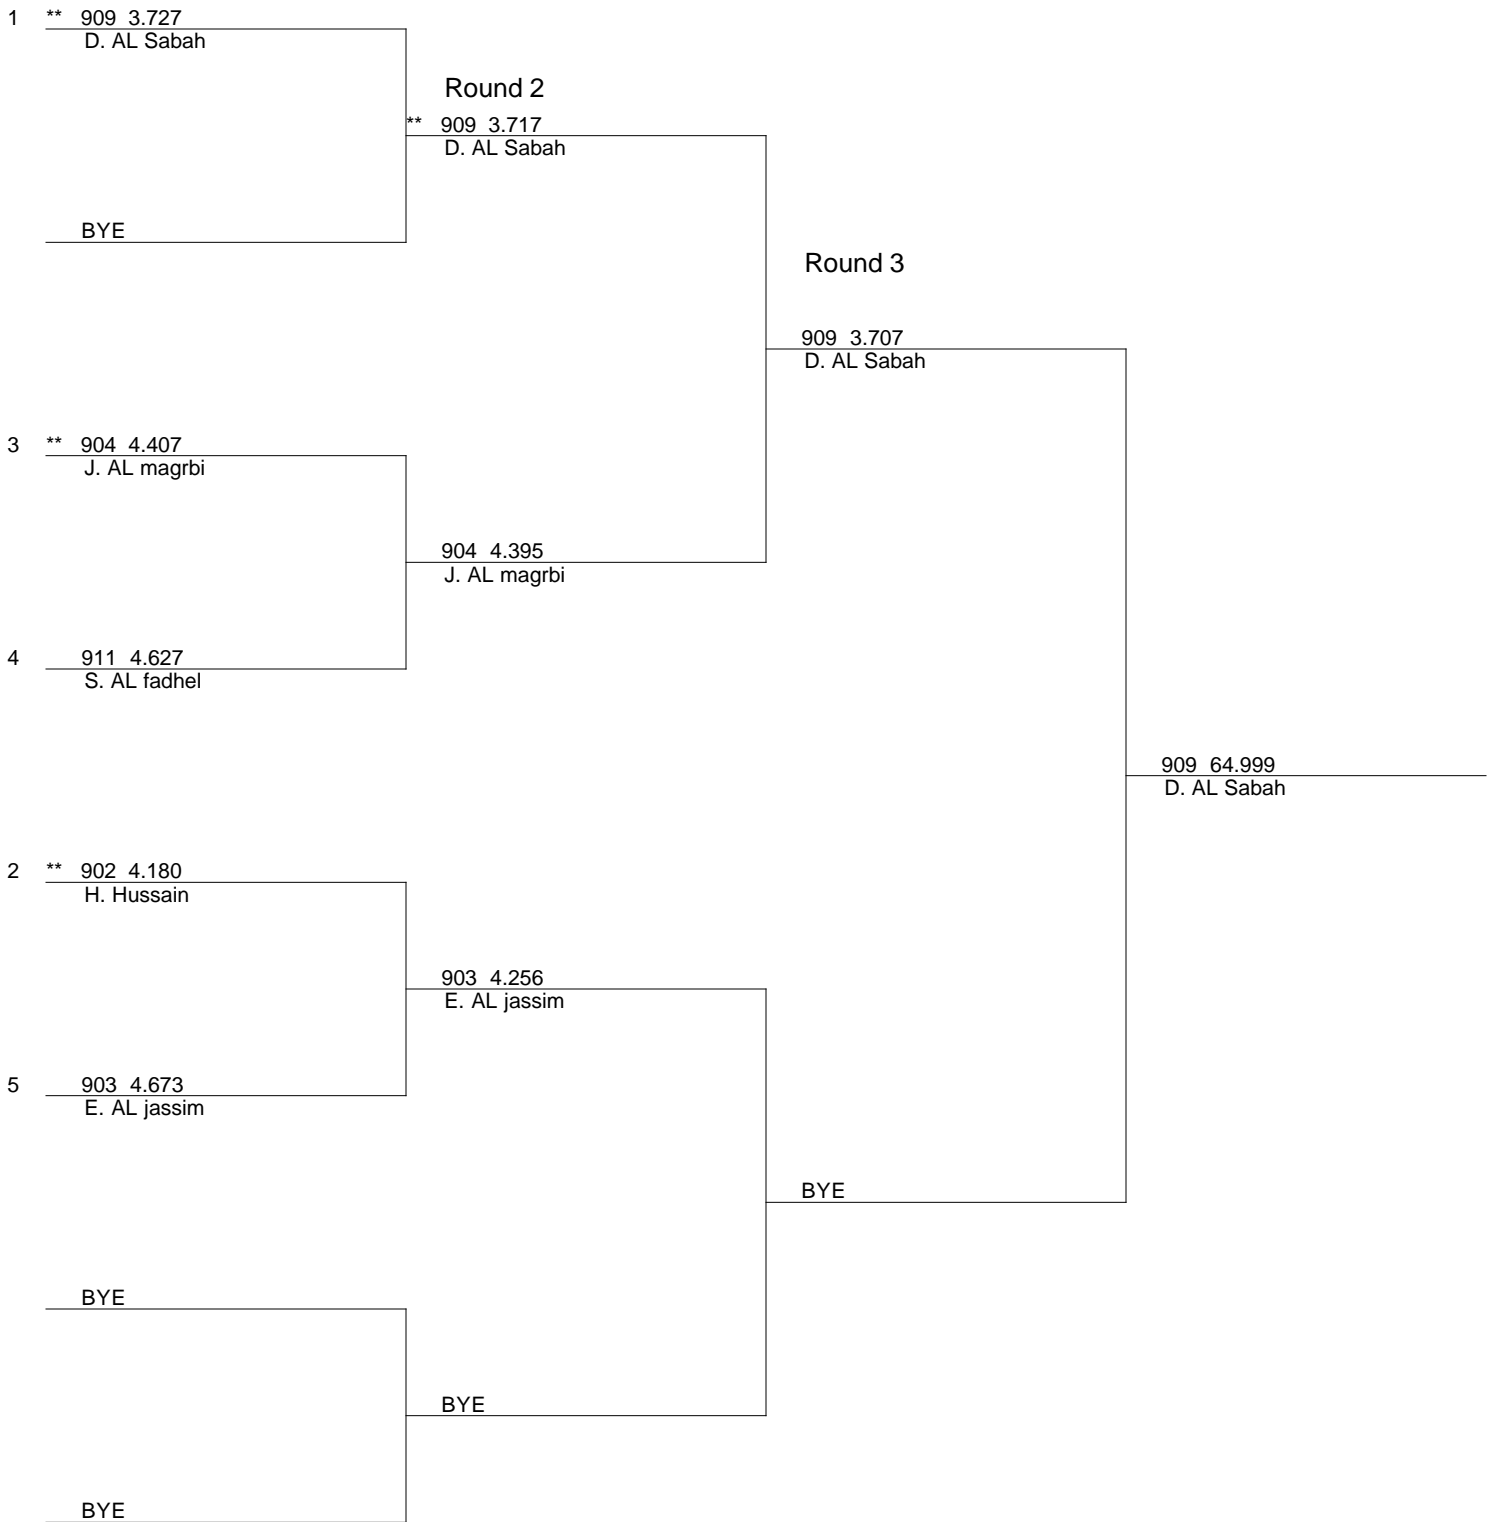 1 ** 909 3.727
D. AL Sabah
Round 2
** 909 3.717
D. AL Sabah
BYE
Round 3
909 3.707
D. AL Sabah
3 ** 904 4.407
J. AL magrbi
904 4.395
J. AL magrbi
4 911 4.627
S. AL fadhel
909 64.999
D. AL Sabah
2 ** 902 4.180
H. Hussain
903 4.256
E. AL jassim
5 903 4.673
E. AL jassim
BYE
BYE
BYE
BYE